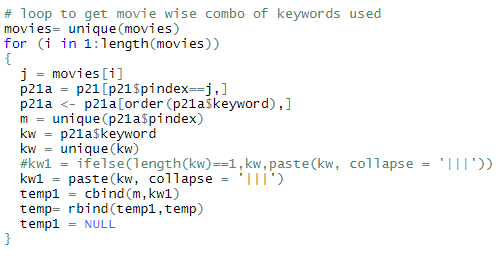 # loop to get movie wise combo of keywords used
movies= unique(movies)
for (i in 1:length(movies))
{
  j = movies[i]
  p21a = p21[p21$pindex==j,]
  p21a <- p21a[order(p21a$keyword),]
  m = unique(p21a$pindex)
  kw = p21a$keyword
  kw = unique(kw)
  #kw1 = ifelse(length(kw)==1,kw,paste(kw, collapse = '|||'))
  kw1 = paste(kw, collapse = '|||')
  temp1 = cbind(m,kw1)
  temp= rbind(temp1,temp)
  temp1 = NULL
}